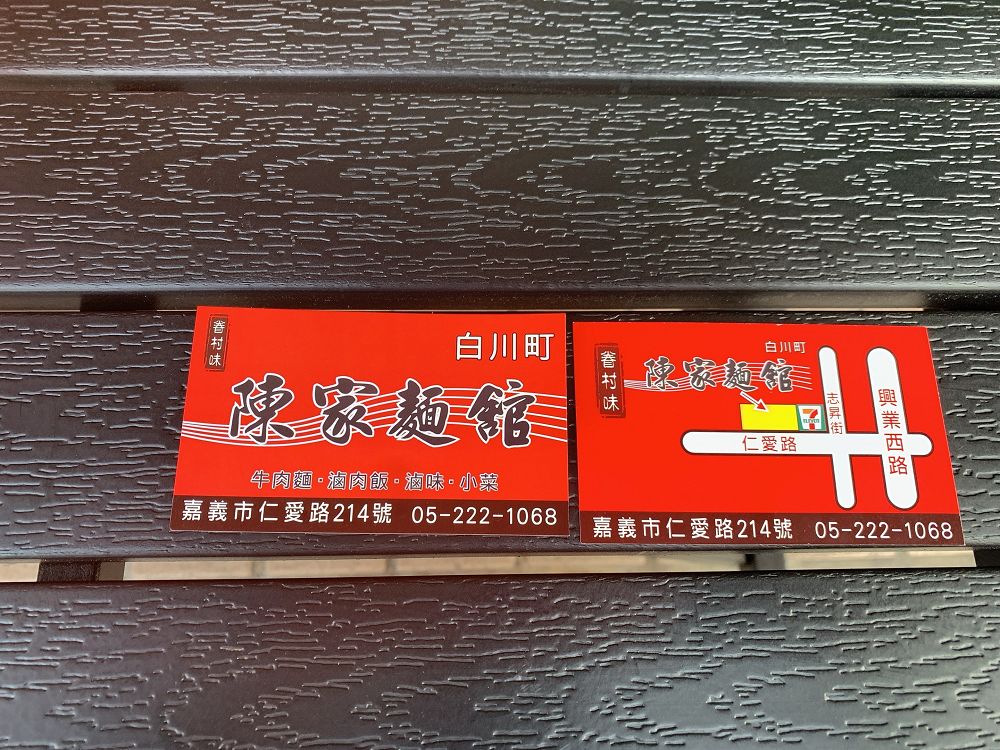 眷村味
白川町
陳家麵館
牛肉麵·滷肉飯·滷味·小菜
嘉義市仁愛路214號 05-222-1068
眷村味
白川町
陳家麵館
7
ELEVEN
志昇街
興業西路
仁愛路
嘉義市仁愛路214號 05-222-1068